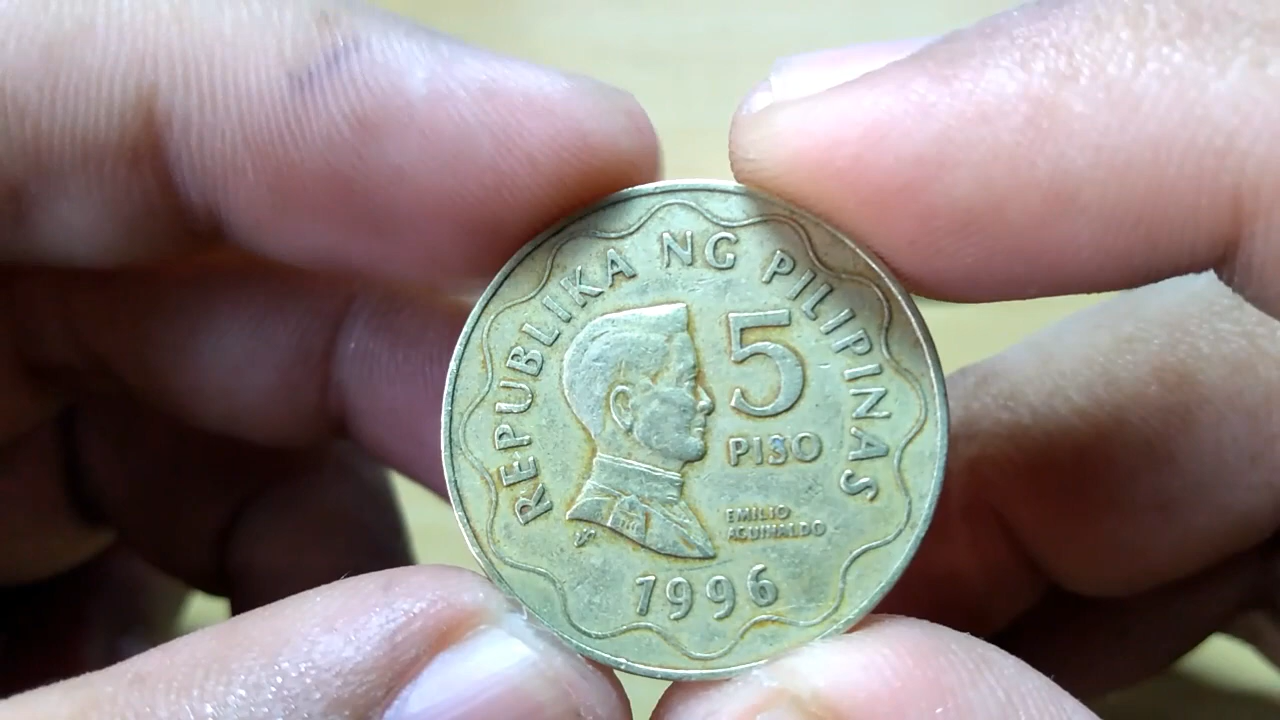 REPUBLIKA NG PILIPINAS
5
PISO
EMILIO
AGUINALDO
1996